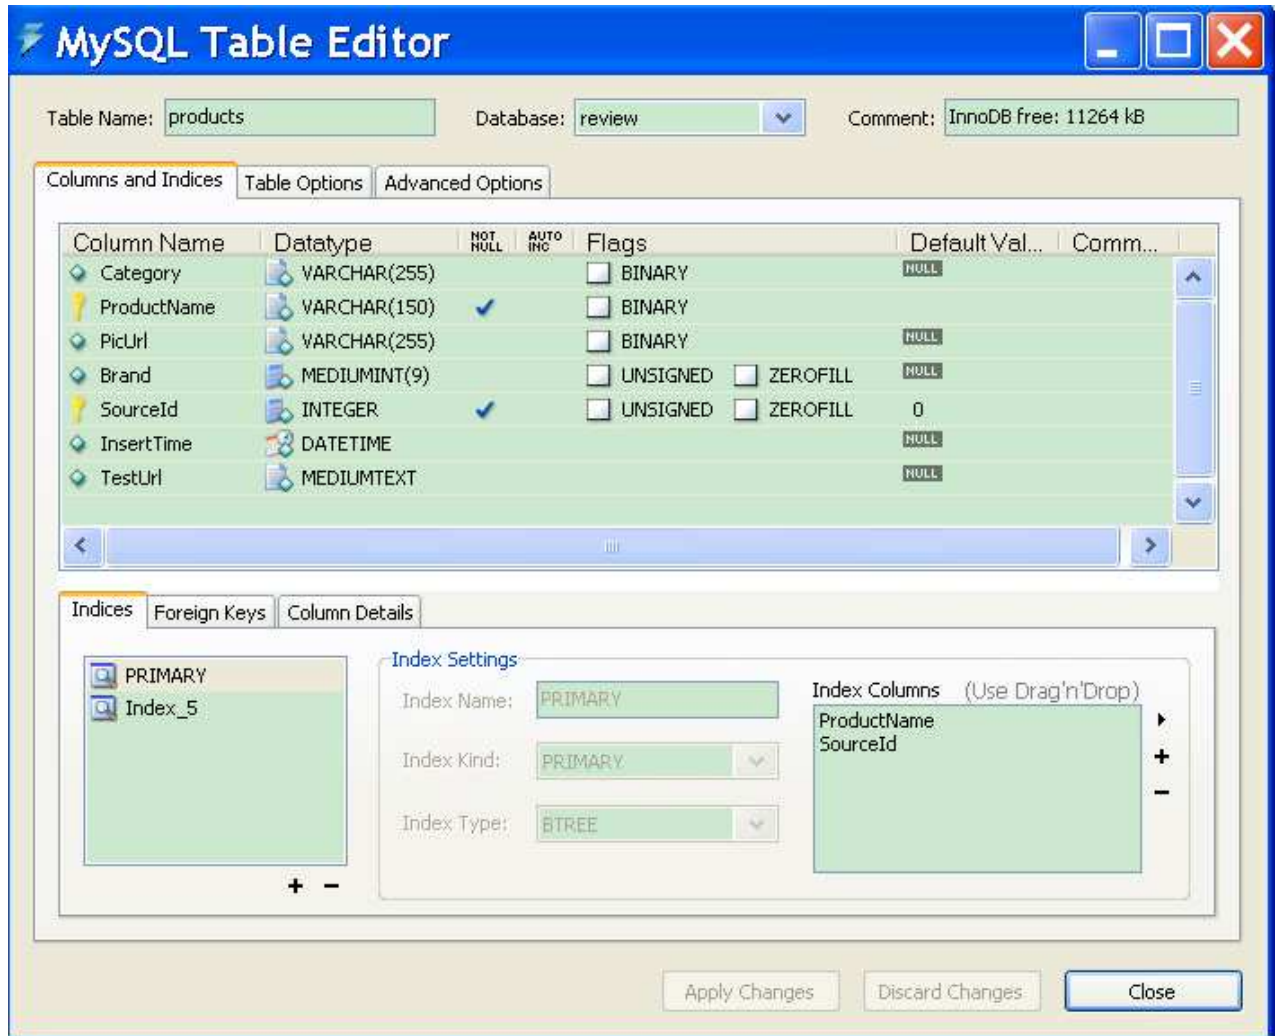 MySQL Table Editor
Table Name: products Database: review Comment: InnoDB free: 11264 kB
Columns and Indices Table Options Advanced Options
Column Name Datatype NOT NULL AUTO INC Flags Default Val... Comm...
Category VARCHAR(255) BINARY NULL
ProductName VARCHAR(150) BINARY
PicUrl VARCHAR(255) BINARY NULL
Brand MEDIUMINT(9) UNSIGNED ZEROFILL NULL
SourceId INTEGER UNSIGNED ZEROFILL 0
InsertTime DATETIME NULL
TestUrl MEDIUMTEXT NULL
Indices Foreign Keys Column Details
PRIMARY
Index_5
Index Settings
Index Name: PRIMARY
Index Kind: PRIMARY
Index Type: BTREE
Index Columns (Use Drag'n'Drop)
ProductName
SourceId
Apply Changes Discard Changes Close